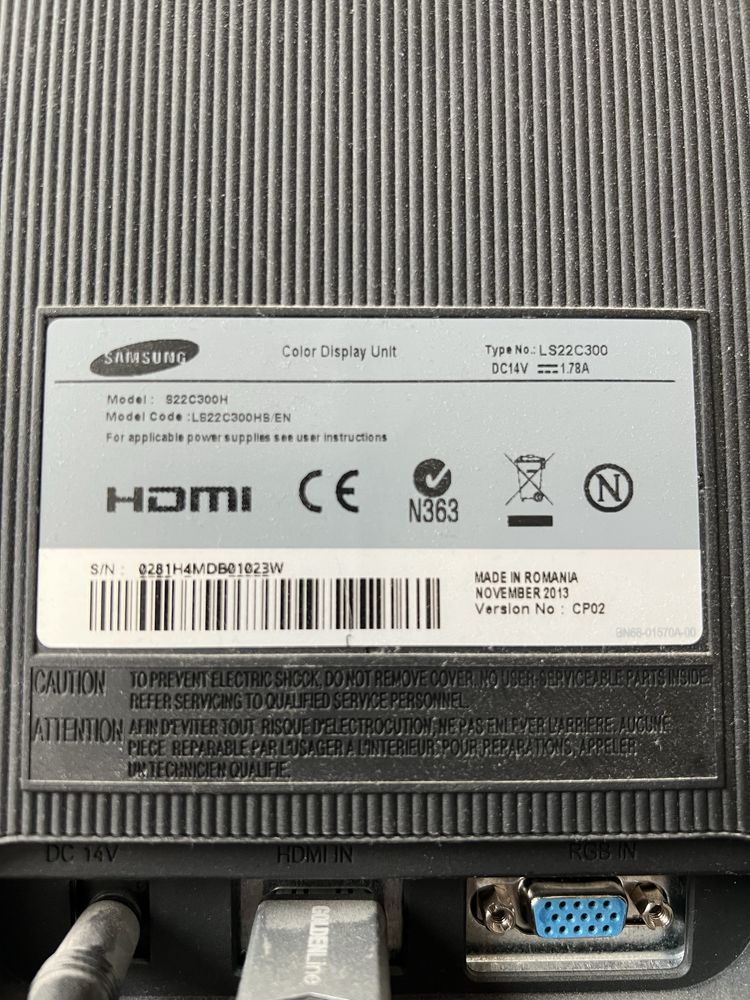 SAMSUNG
Color Display Unit
Type No.: LS22C300
DC14V 1.78A
Model : S22C300H
Model Code :LS22C300HS/EN
For applicable power supplies see user instructions
HDMI CE N363 N
S/N : 0281H4MDB01023W
MADE IN ROMANIA
NOVEMBER 2013
Version No : CP02
BN68-01570A-00
CAUTION TO PREVENT ELECTRIC SHOCK, DO NOT REMOVE COVER. NO USER SERVICEABLE PARTS INSIDE.
REFER SERVICING TO QUALIFIED SERVICE PERSONNEL.
ATTENTION AFIN D'EVITER TOUT RISQUE D'ELECTROCUTION, NE PAS ENLEVER L'ARRIERE. AUCUNE
PIECE REPARABLE PAR L'USAGER A L'INTERIEUR. POUR REPARATIONS, APPELER
UN TECHNICIEN QUALIFIE.
DC 14V HDMI IN RGB IN
GOLDENLine